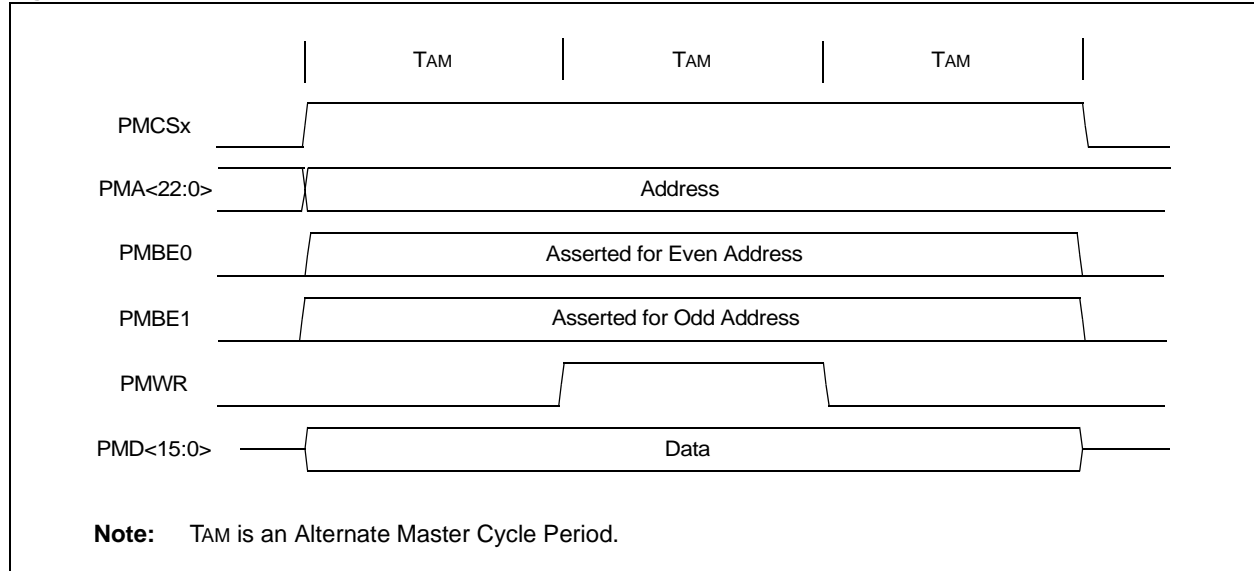 TAM TAM TAM
PMCSx
PMA<22:0> Address
PMBE0 Asserted for Even Address
PMBE1 Asserted for Odd Address
PMWR
PMD<15:0> Data
Note: TAM is an Alternate Master Cycle Period.